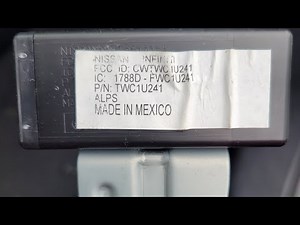 NISSAN INFINITI
FCC ID: CWTWC1U241
IC: 1788D - FWC1U241
P/N: TWC1U241
ALPS
MADE IN MEXICO